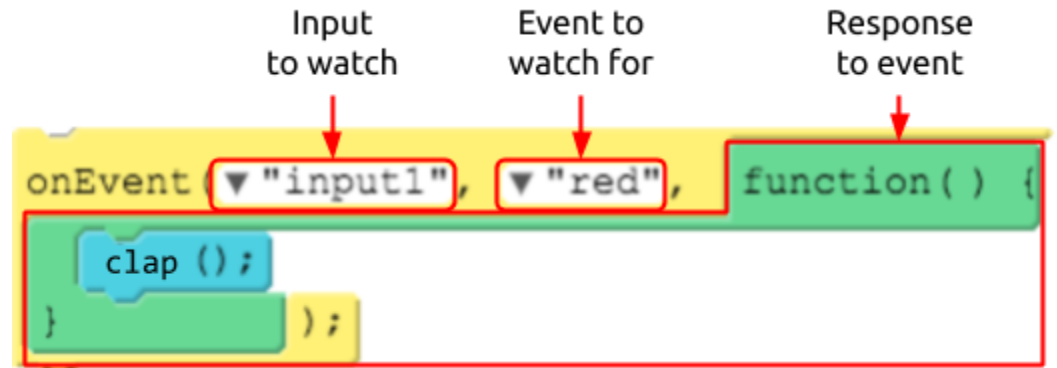 Input
to watch
Event to
watch for
Response
to event
onEvent(▼"input1", ▼"red", function( ) {
clap ();
}
);